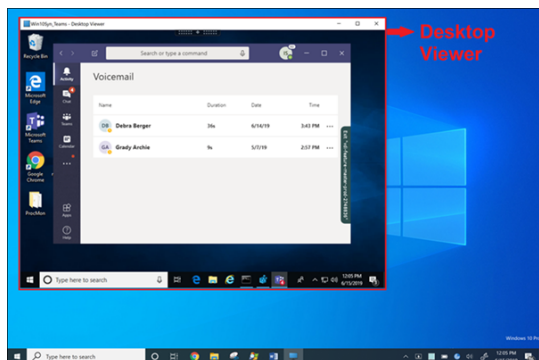 Win10Syn_Teams - Desktop Viewer
Desktop
Viewer
Recycle Bin
Search or type a command
Activity
Voicemail
Microsoft
Edge
Chat
Name Duration Date Time
Teams
DB Debra Berger 36s 6/14/19 3:43 PM ...
Microsoft
Teams
Calendar
GA Grady Archie 9s 5/7/19 2:57 PM ...
Google
Chrome
ProcMon
Apps
Help
Type here to search
12:05 PM
6/15/2019
Windows 10 Pro
Type here to search
12:05 PM